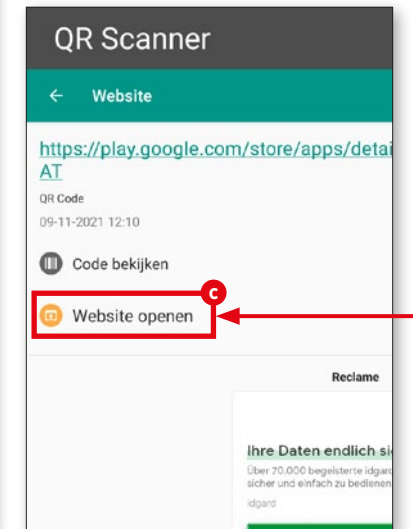 QR Scanner
Website
https://play.google.com/store/apps/detai
AT
QR Code
09-11-2021 12:10
Code bekijken
C
Website openen
Reclame
Ihre Daten endlich si
Über 70.000 begeisterte idgard
sicher und einfach zu bedienen
idgard